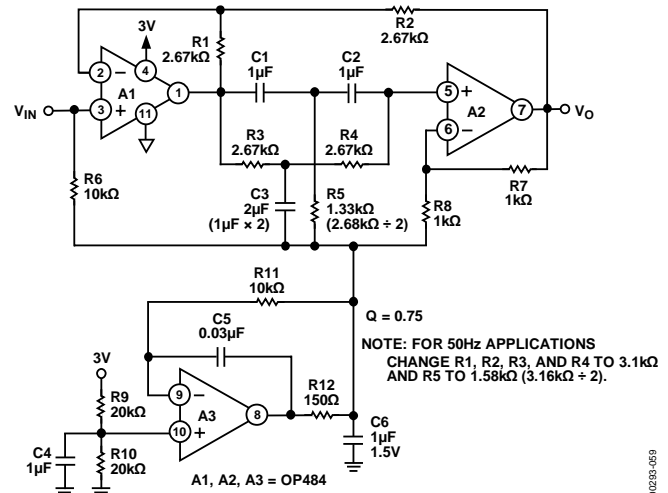 R2
2.67kΩ
3V
R1
2.67kΩ
C1
1µF
C2
1µF
2
4
A1
1
3
11
VIN
5
6
A2
7
VO
R3
2.67kΩ
R4
2.67kΩ
R6
10kΩ
R7
1kΩ
C3
2µF
(1µF × 2)
R5
1.33kΩ
(2.68kΩ ÷ 2)
R8
1kΩ
R11
10kΩ
C5
0.03µF
Q = 0.75
NOTE: FOR 50Hz APPLICATIONS
CHANGE R1, R2, R3, AND R4 TO 3.1kΩ
AND R5 TO 1.58kΩ (3.16kΩ ÷ 2).
3V
R9
20kΩ
9
A3
8
10
R12
150Ω
C4
1µF
R10
20kΩ
C6
1µF
1.5V
A1, A2, A3 = OP484